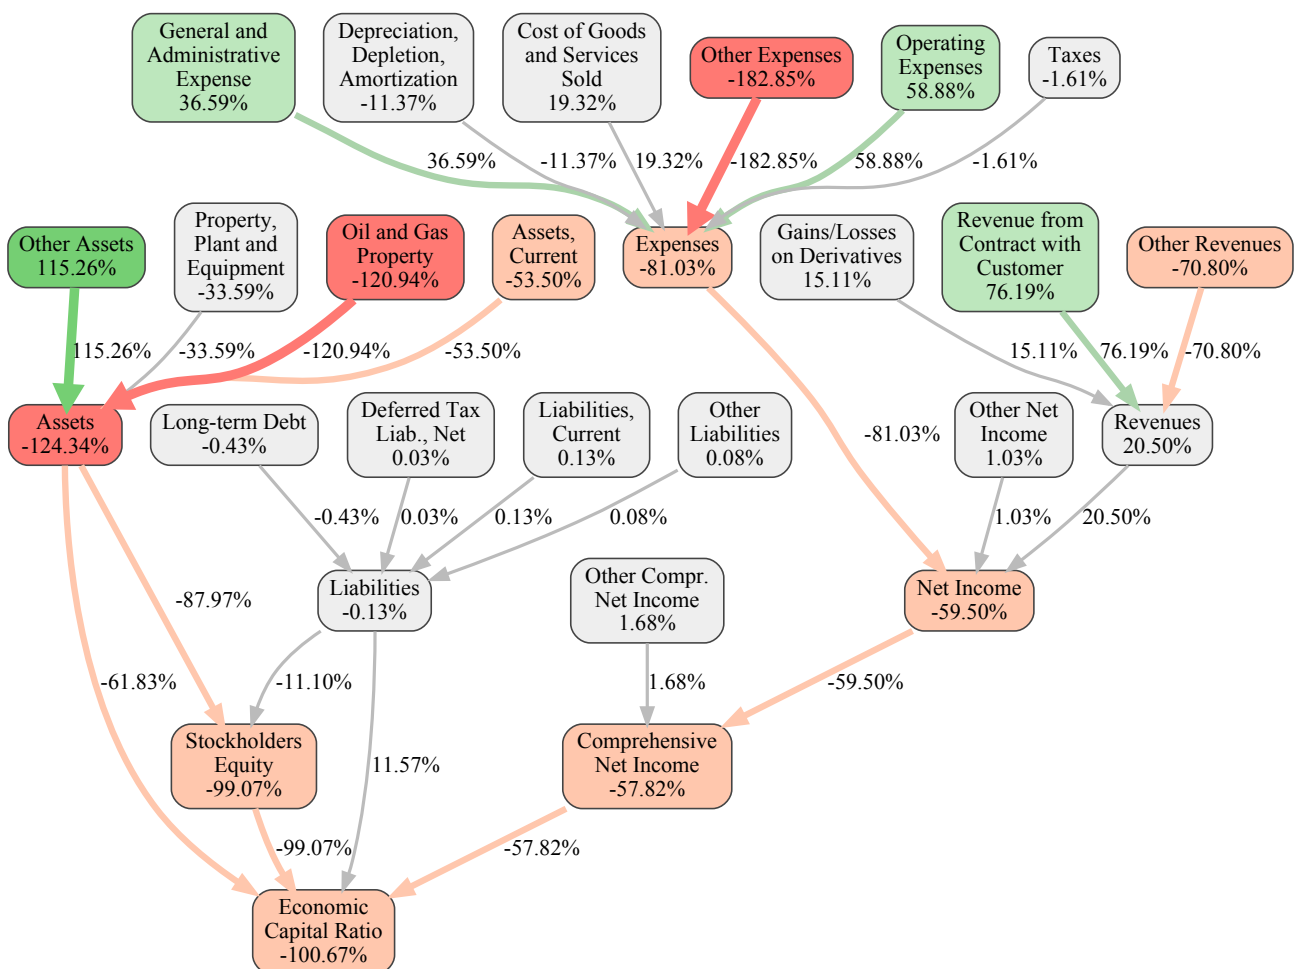 General and
Administrative
Expense
36.59%
Depreciation,
Depletion,
Amortization
-11.37%
Cost of Goods
and Services
Sold
19.32%
Other Expenses
-182.85%
Operating
Expenses
58.88%
Taxes
-1.61%
36.59%
-11.37%
19.32%
-182.85%
58.88%
-1.61%
Other Assets
115.26%
Property,
Plant and
Equipment
-33.59%
Oil and Gas
Property
-120.94%
Assets,
Current
-53.50%
Expenses
-81.03%
Gains/Losses
on Derivatives
15.11%
Revenue from
Contract with
Customer
76.19%
Other Revenues
-70.80%
115.26%
-33.59%
-120.94%
-53.50%
15.11%
76.19%
-70.80%
Assets
-124.34%
Long-term Debt
-0.43%
Deferred Tax
Liab., Net
0.03%
Liabilities,
Current
0.13%
Other
Liabilities
0.08%
-81.03%
Other Net
Income
1.03%
Revenues
20.50%
-0.43%
0.03%
0.13%
0.08%
1.03%
20.50%
-87.97%
Liabilities
-0.13%
Other Compr.
Net Income
1.68%
Net Income
-59.50%
-61.83%
-11.10%
1.68%
-59.50%
Stockholders
Equity
-99.07%
11.57%
Comprehensive
Net Income
-57.82%
-99.07%
-57.82%
Economic
Capital Ratio
-100.67%